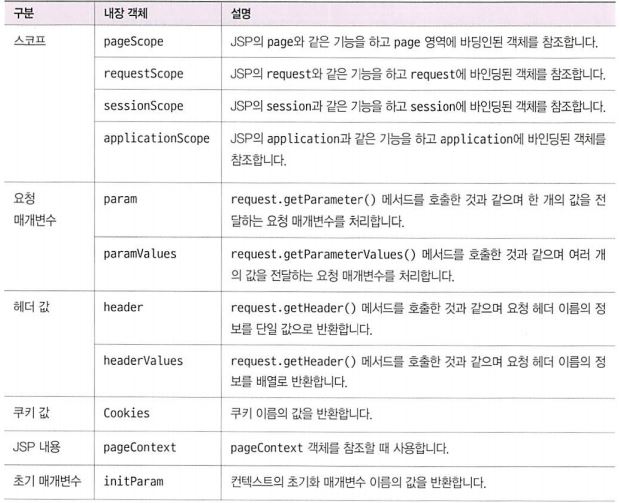 구분 내장 객체 설명
스코프 pageScope JSP의 page와 같은 기능을 하고 page 영역에 바딩인된 객체를 참조합니다.
requestScope JSP의 request와 같은 기능을 하고 request에 바인딩된 객체를 참조합니다.
sessionScope JSP의 session과 같은 기능을 하고 session에 바인딩된 객체를 참조합니다.
applicationScope JSP의 application과 같은 기능을 하고 application에 바인딩된 객체를
참조합니다.
요청 param request.getParameter() 메서드를 호출한 것과 같으며 한 개의 값을 전
매개변수 달하는 요청 매개변수를 처리합니다.
paramValues request.getParameterValues() 메서드를 호출한 것과 같으며 여러 개
의 값을 전달하는 요청 매개변수를 처리합니다.
헤더 값 header request.getHeader() 메서드를 호출한 것과 같으며 요청 헤더 이름의 정
보를 단일 값으로 반환합니다.
headerValues request.getHeader() 메서드를 호출한 것과 같으며 요청 헤더 이름의 정
보를 배열로 반환합니다.
쿠키 값 Cookies 쿠키 이름의 값을 반환합니다.
JSP 내용 pageContext pageContext 객체를 참조할 때 사용합니다.
초기 매개변수 initParam 컨텍스트의 초기화 매개변수 이름의 값을 반환합니다.